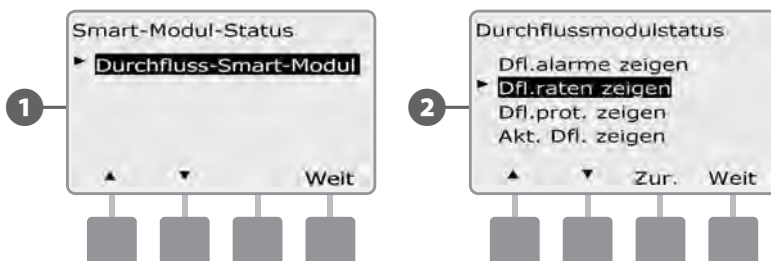 1
Smart-Modul-Status
Durchfluss-Smart-Modul
Weit
2
Durchflussmodulstatus
Dfl.alarme zeigen
Dfl.raten zeigen
Dfl.prot. zeigen
Akt. Dfl. zeigen
Zur. Weit